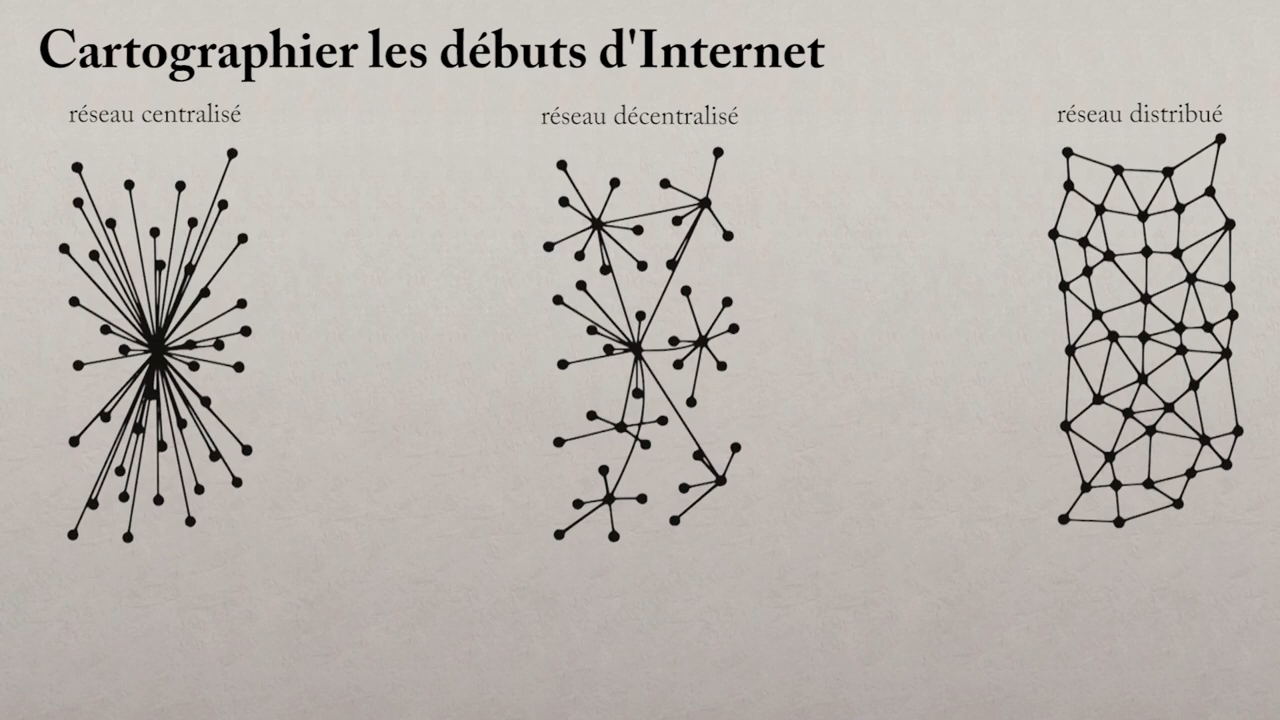 Cartographier les débuts d'Internet
réseau centralisé
réseau décentralisé
réseau distribué